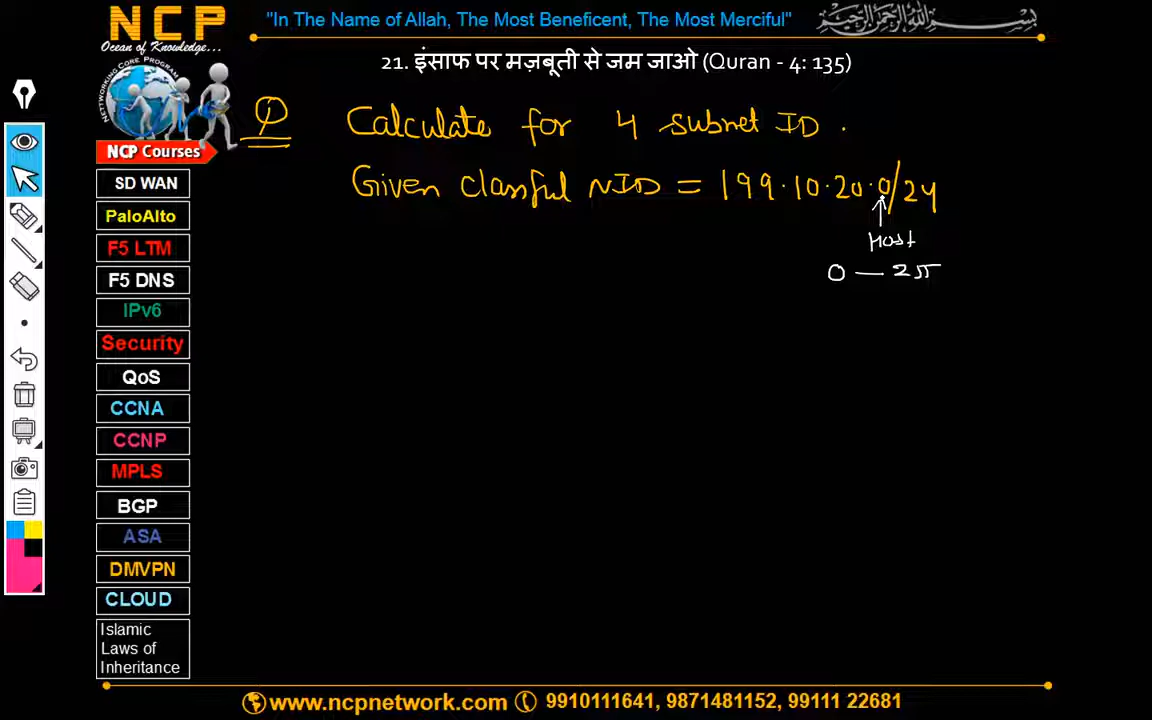 NCP
Ocean of Knowledge...
"In The Name of Allah, The Most Beneficent, The Most Merciful"
21. इंसाफ पर मज़बूती से जम जाओ (Quran - 4: 135)
NETWORKING CORE PROGRAM
NCP Courses
Q Calculate for 4 subnet ID.
Given classful NID = 199.10.20.0/24
Host
0 — 255
SD WAN
PaloAlto
F5 LTM
F5 DNS
IPv6
Security
QoS
CCNA
CCNP
MPLS
BGP
ASA
DMVPN
CLOUD
Islamic
Laws of
Inheritance
www.ncpnetwork.com 9910111641, 9871481152, 99111 22681